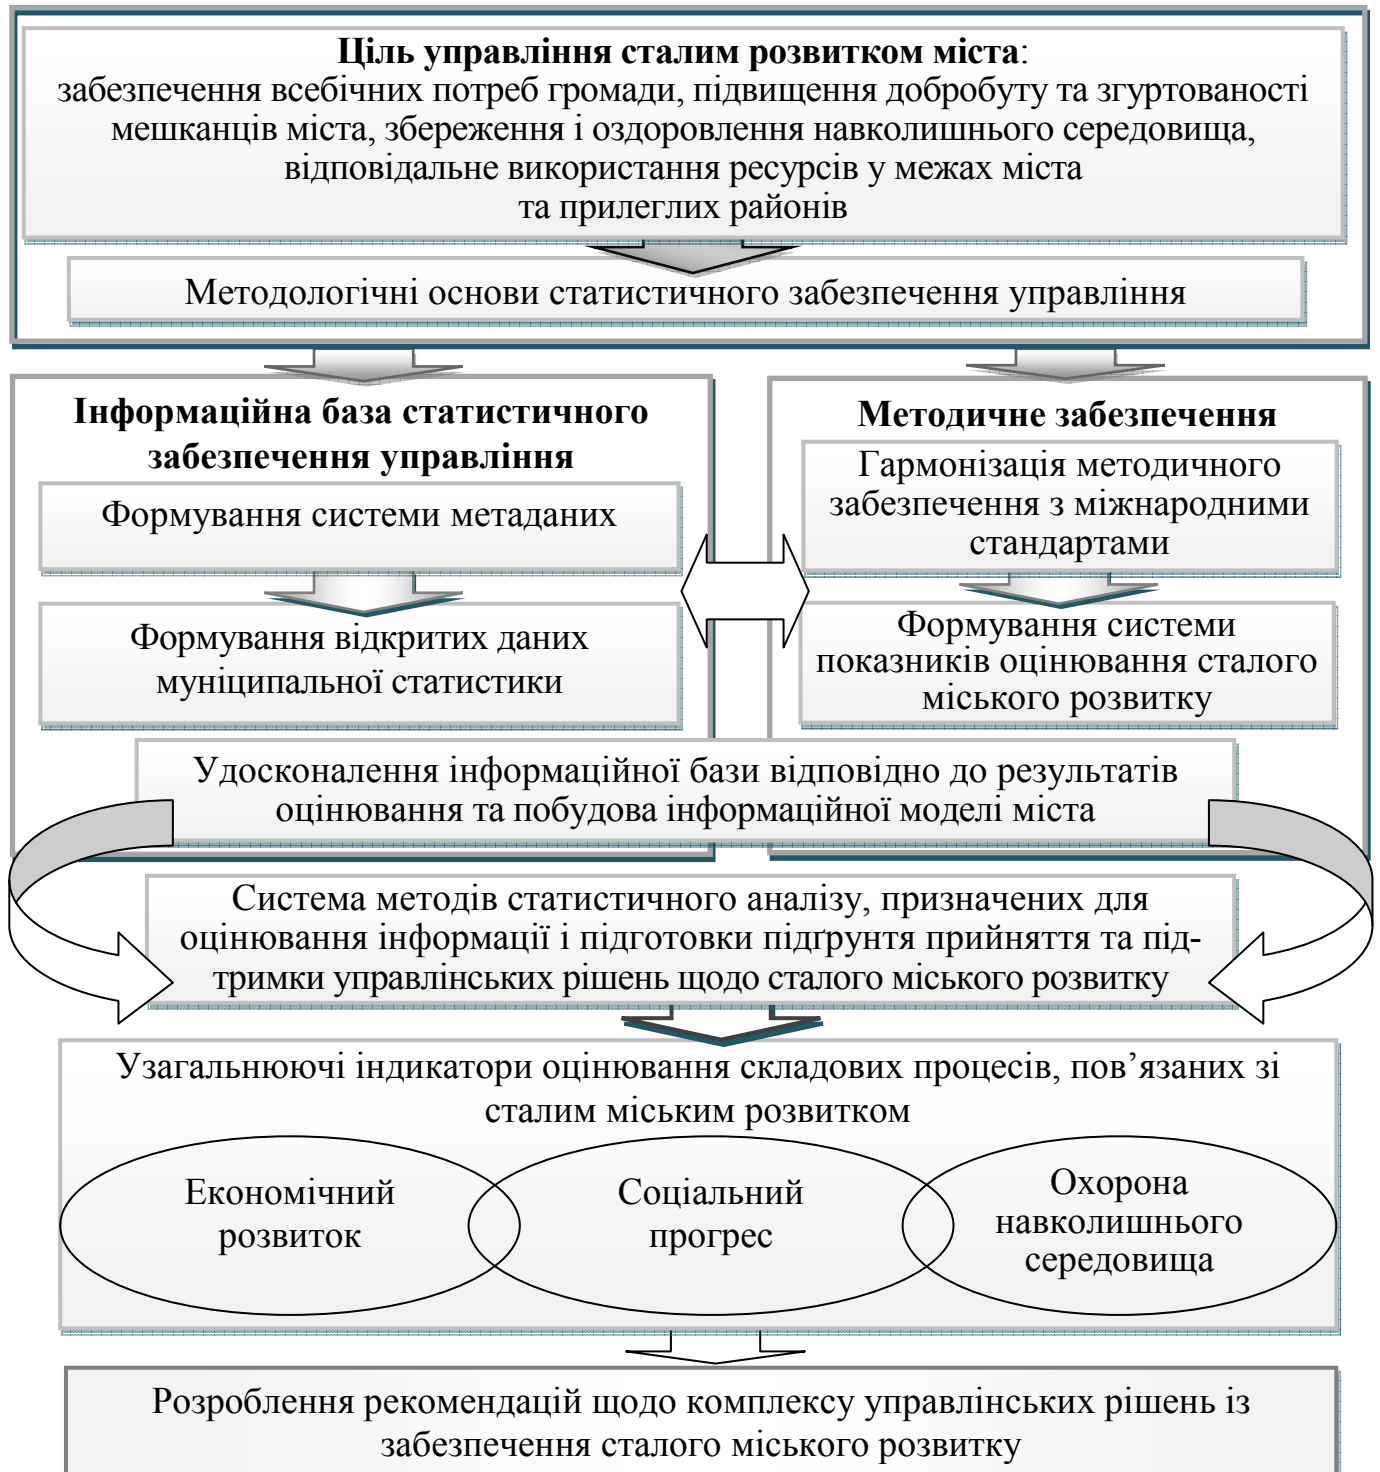 Ціль управління сталим розвитком міста:
забезпечення всебічних потреб громади, підвищення добробуту та згуртованості
мешканців міста, збереження і оздоровлення навколишнього середовища,
відповідальне використання ресурсів у межах міста
та прилеглих районів
Методологічні основи статистичного забезпечення управління
Інформаційна база статистичного
забезпечення управління
Формування системи метаданих
Формування відкритих даних
муніципальної статистики
Методичне забезпечення
Гармонізація методичного
забезпечення з міжнародними
стандартами
Формування системи
показників оцінювання сталого
міського розвитку
Удосконалення інформаційної бази відповідно до результатів
оцінювання та побудова інформаційної моделі міста
Система методів статистичного аналізу, призначених для
оцінювання інформації і підготовки підґрунтя прийняття та під-
тримки управлінських рішень щодо сталого міського розвитку
Узагальнюючі індикатори оцінювання складових процесів, пов’язаних зі
сталим міським розвитком
Економічний
розвиток
Соціальний
прогрес
Охорона
навколишнього
середовища
Розроблення рекомендацій щодо комплексу управлінських рішень із
забезпечення сталого міського розвитку